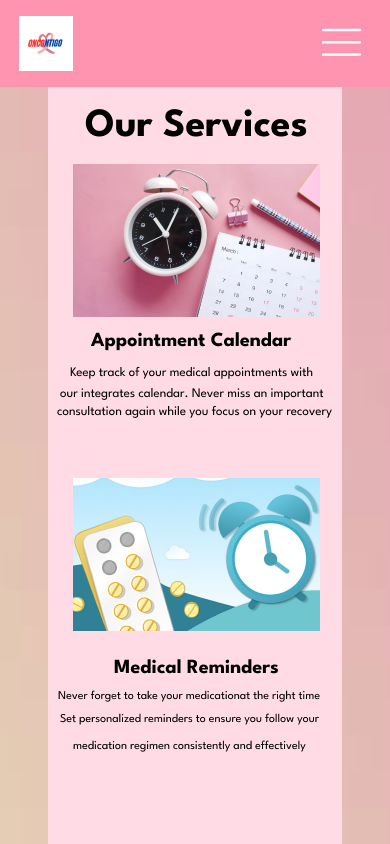 ONCONTIGO
Our Services
March
Appointment Calendar
Keep track of your medical appointments with
our integrates calendar. Never miss an important
consultation again while you focus on your recovery
Medical Reminders
Never forget to take your medicationat the right time
Set personalized reminders to ensure you follow your
medication regimen consistently and effectively